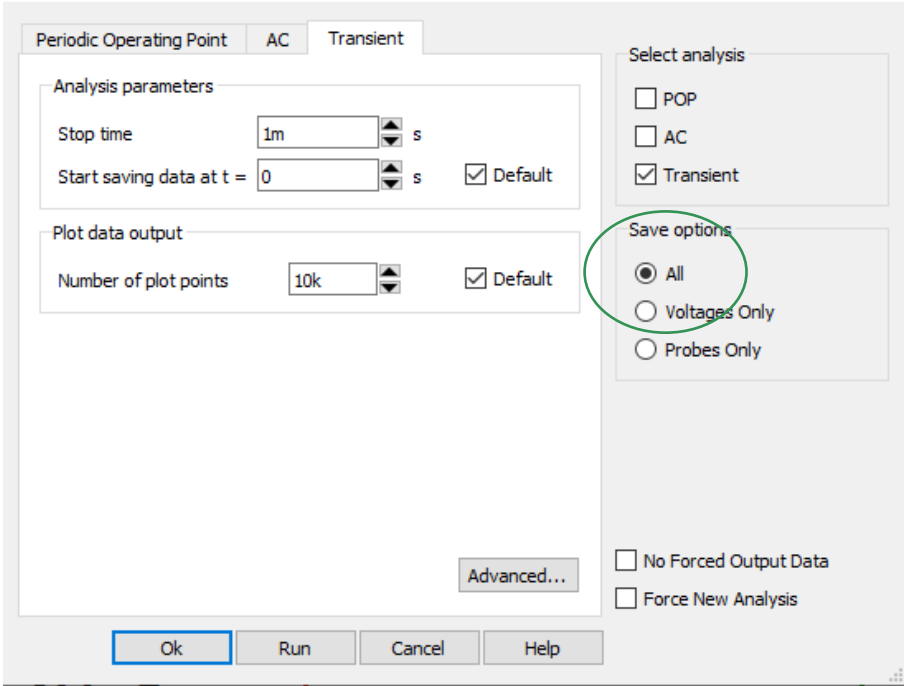 Periodic Operating Point AC Transient
Analysis parameters
Stop time 1m s
Start saving data at t = 0 s Default
Plot data output
Number of plot points 10k Default
Advanced...
Select analysis
POP
AC
Transient
Save options
All
Voltages Only
Probes Only
No Forced Output Data
Force New Analysis
Ok Run Cancel Help